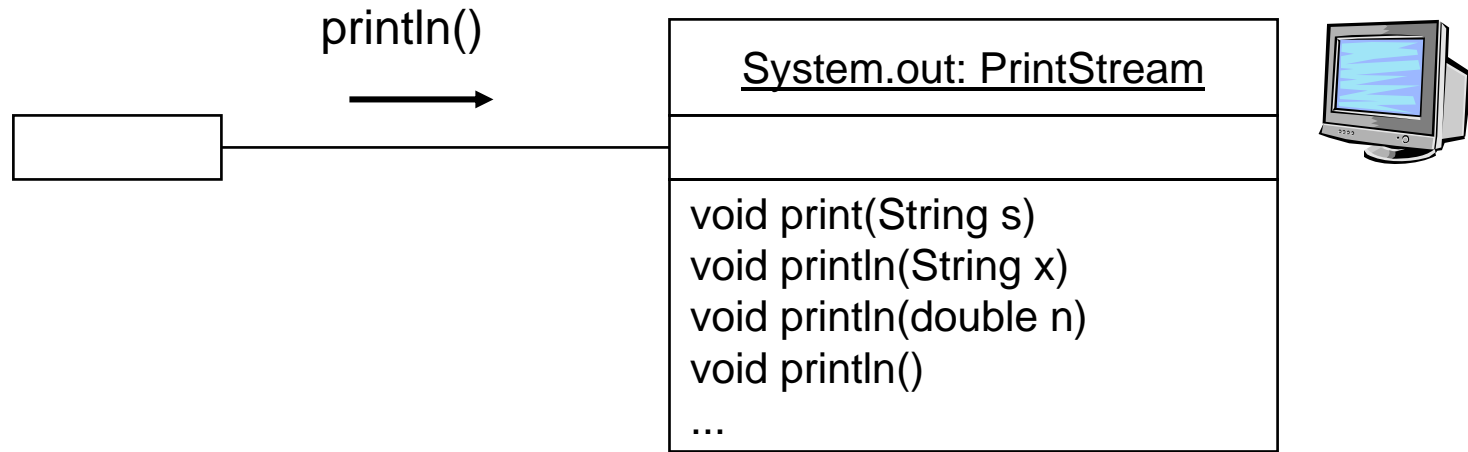 println()
System.out: PrintStream
void print(String s)
void println(String x)
void println(double n)
void println()
...